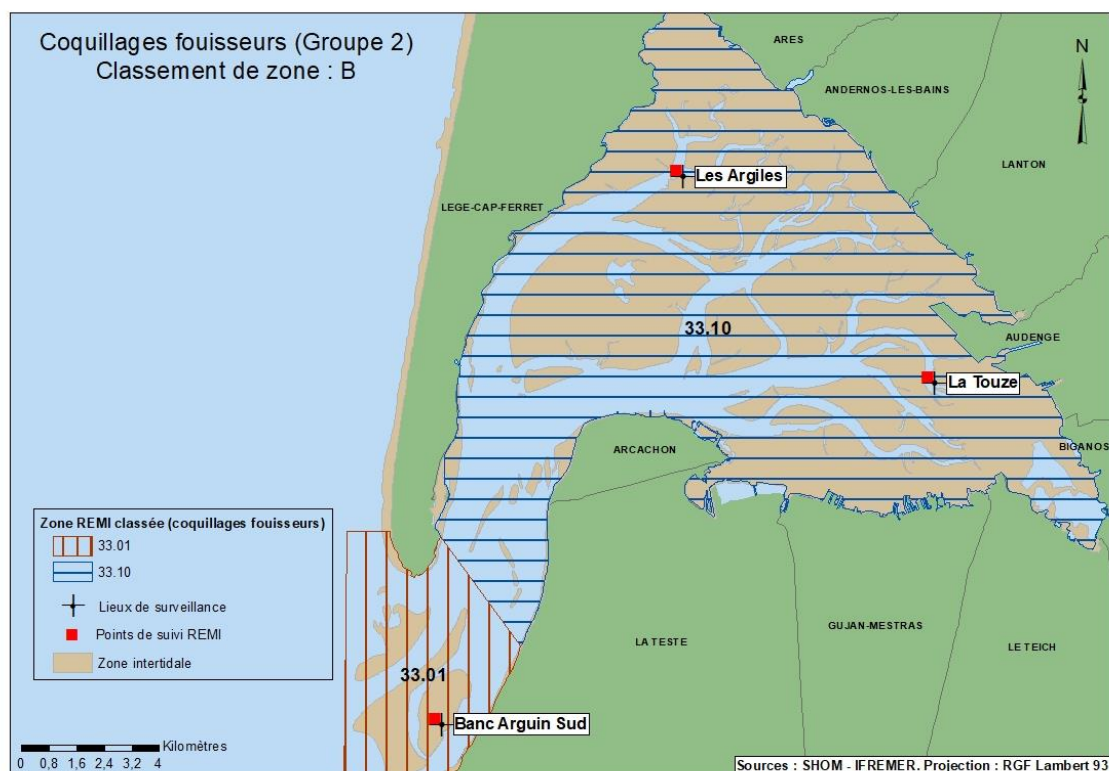 Coquillages fouisseurs (Groupe 2)
Classement de zone : B
ARES
N
ANDERNOS-LES-BAINS
LANTON
Les Argiles
LEGE-CAP-FERRET
33.10
AUDENGE
La Touze
ARCACHON
BIGANOS
Zone REMI classée (coquillages fouisseurs)
33.01
33.10
Lieux de surveillance
Points de suivi REMI
Zone intertidale
LA TESTE
GUJAN-MESTRAS
LE TEICH
33.01
Banc Arguin Sud
Kilomètres
0 0,8 1,6 2,4 3,2 4
Sources : SHOM - IFREMER. Projection : RGF Lambert 93